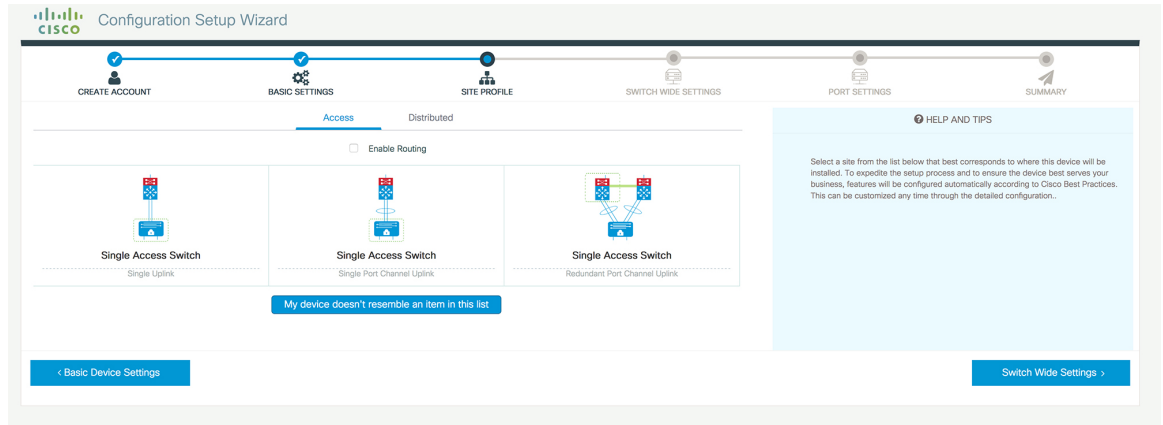 CISCO
Configuration Setup Wizard
CREATE ACCOUNT
BASIC SETTINGS
SITE PROFILE
SWITCH WIDE SETTINGS
PORT SETTINGS
SUMMARY
Access
Distributed
Enable Routing
Single Access Switch
Single Uplink
Single Access Switch
Single Port Channel Uplink
Single Access Switch
Redundant Port Channel Uplink
My device doesn't resemble an item in this list
HELP AND TIPS
Select a site from the list below that best corresponds to where this device will be
installed. To expedite the setup process and to ensure the device best serves your
business, features will be configured automatically according to Cisco Best Practices.
This can be customized any time through the detailed configuration..
‹ Basic Device Settings
Switch Wide Settings ›